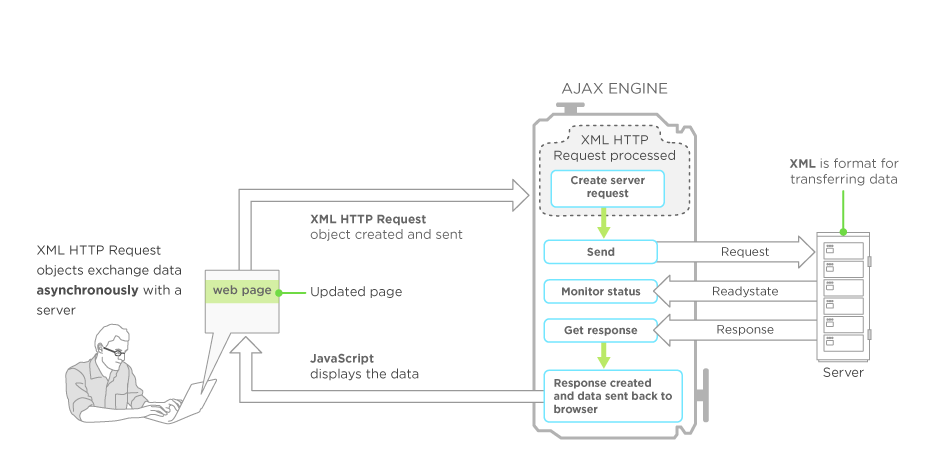 AJAX ENGINE
XML HTTP
Request processed
Create server
request
XML is format for
transferring data
XML HTTP Request
object created and sent
XML HTTP Request
objects exchange data
asynchronously with a
server
Send
Request
web page
Updated page
Monitor status
Readystate
Get response
Response
JavaScript
displays the data
Server
Response created
and data sent back to
browser